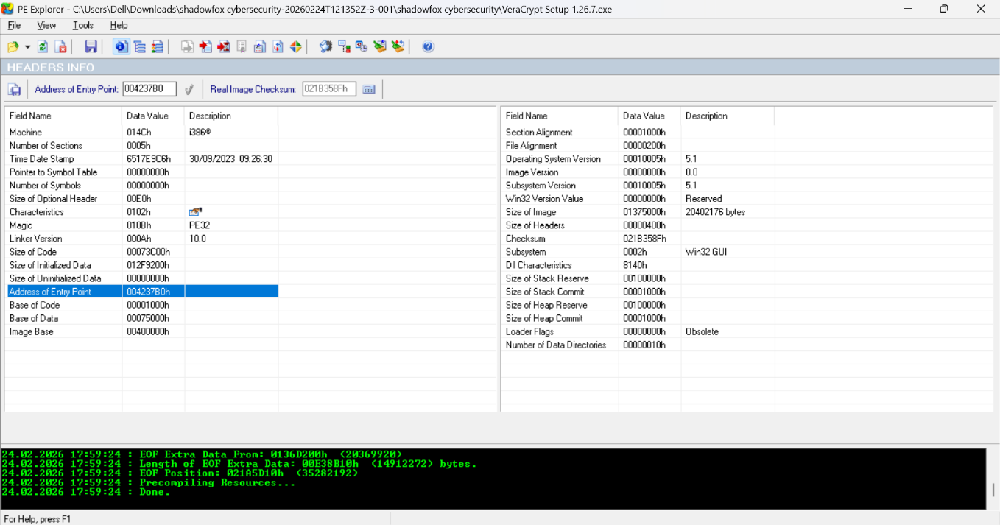 PE Explorer - C:\Users\Dell\Downloads\shadowfox cybersecurity-20260224T121352Z-3-001\shadowfox cybersecurity\VeraCrypt Setup 1.26.7.exe
File View Tools Help
HEADERS INFO
Address of Entry Point: 004237B0 Real Image Checksum: 021B358Fh
Field Name Data Value Description
Machine 014Ch i386®
Number of Sections 0005h
Time Date Stamp 6517E9C6h 30/09/2023 09:26:30
Pointer to Symbol Table 00000000h
Number of Symbols 00000000h
Size of Optional Header 00E0h
Characteristics 0102h
Magic 010Bh PE32
Linker Version 000Ah 10.0
Size of Code 00073C00h
Size of Initialized Data 012F9200h
Size of Uninitialized Data 00000000h
Address of Entry Point 004237B0h
Base of Code 00001000h
Base of Data 00075000h
Image Base 00400000h
Field Name Data Value Description
Section Alignment 00001000h
File Alignment 00000200h
Operating System Version 00010005h 5.1
Image Version 00000000h 0.0
Subsystem Version 00010005h 5.1
Win32 Version Value 00000000h Reserved
Size of Image 01375000h 20402176 bytes
Size of Headers 00000400h
Checksum 021B358Fh
Subsystem 0002h Win32 GUI
Dll Characteristics 8140h
Size of Stack Reserve 00100000h
Size of Stack Commit 00001000h
Size of Heap Reserve 00100000h
Size of Heap Commit 00001000h
Loader Flags 00000000h Obsolete
Number of Data Directories 00000010h
24.02.2026 17:59:24 : EOF Extra Data From: 0136D200h (20369920)
24.02.2026 17:59:24 : Length of EOF Extra Data: 00E38B10h (14912272) bytes.
24.02.2026 17:59:24 : EOF Position: 021A5D10h (35282192)
24.02.2026 17:59:24 : Precompiling Resources...
24.02.2026 17:59:24 : Done.
For Help, press F1